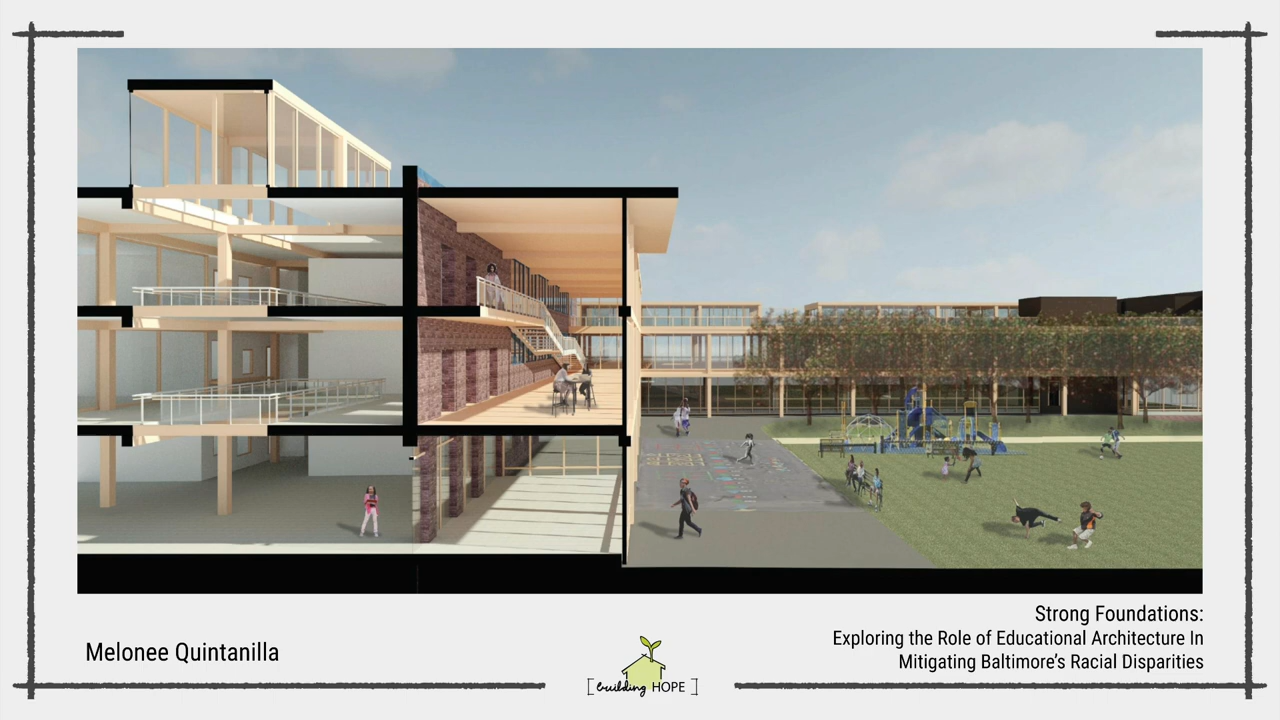 Melonee Quintanilla
[building HOPE]
Strong Foundations:
Exploring the Role of Educational Architecture In
Mitigating Baltimore's Racial Disparities